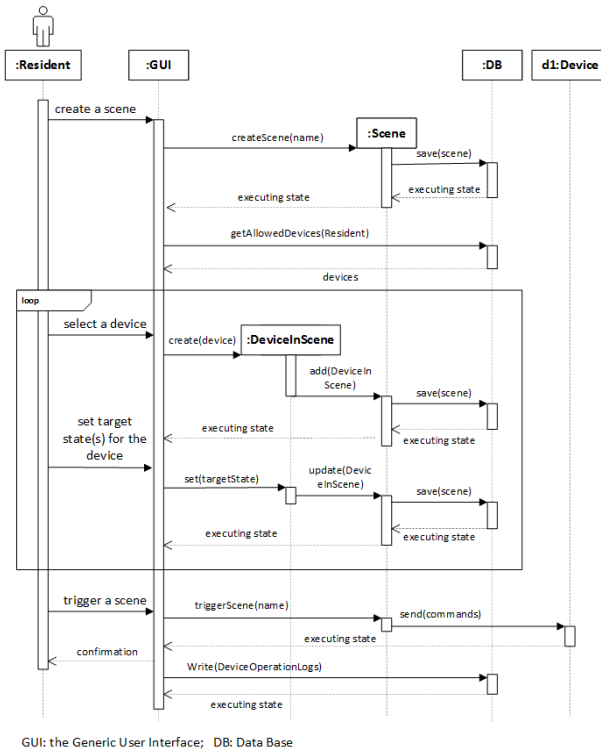 :Resident
:GUI
:DB
d1:Device
create a scene
:Scene
createScene(name)
save(scene)
executing state
executing state
getAllowedDevices(Resident)
devices
loop
select a device
create(device)
:DeviceInScene
add(DeviceIn
Scene)
save(scene)
executing state
executing state
set target
state(s) for the
device
set(targetState)
update(Devic
eInScene)
save(scene)
executing state
executing state
trigger a scene
triggerScene(name)
send(commands)
executing state
confirmation
Write(DeviceOperationLogs)
executing state
GUI: the Generic User Interface; DB: Data Base